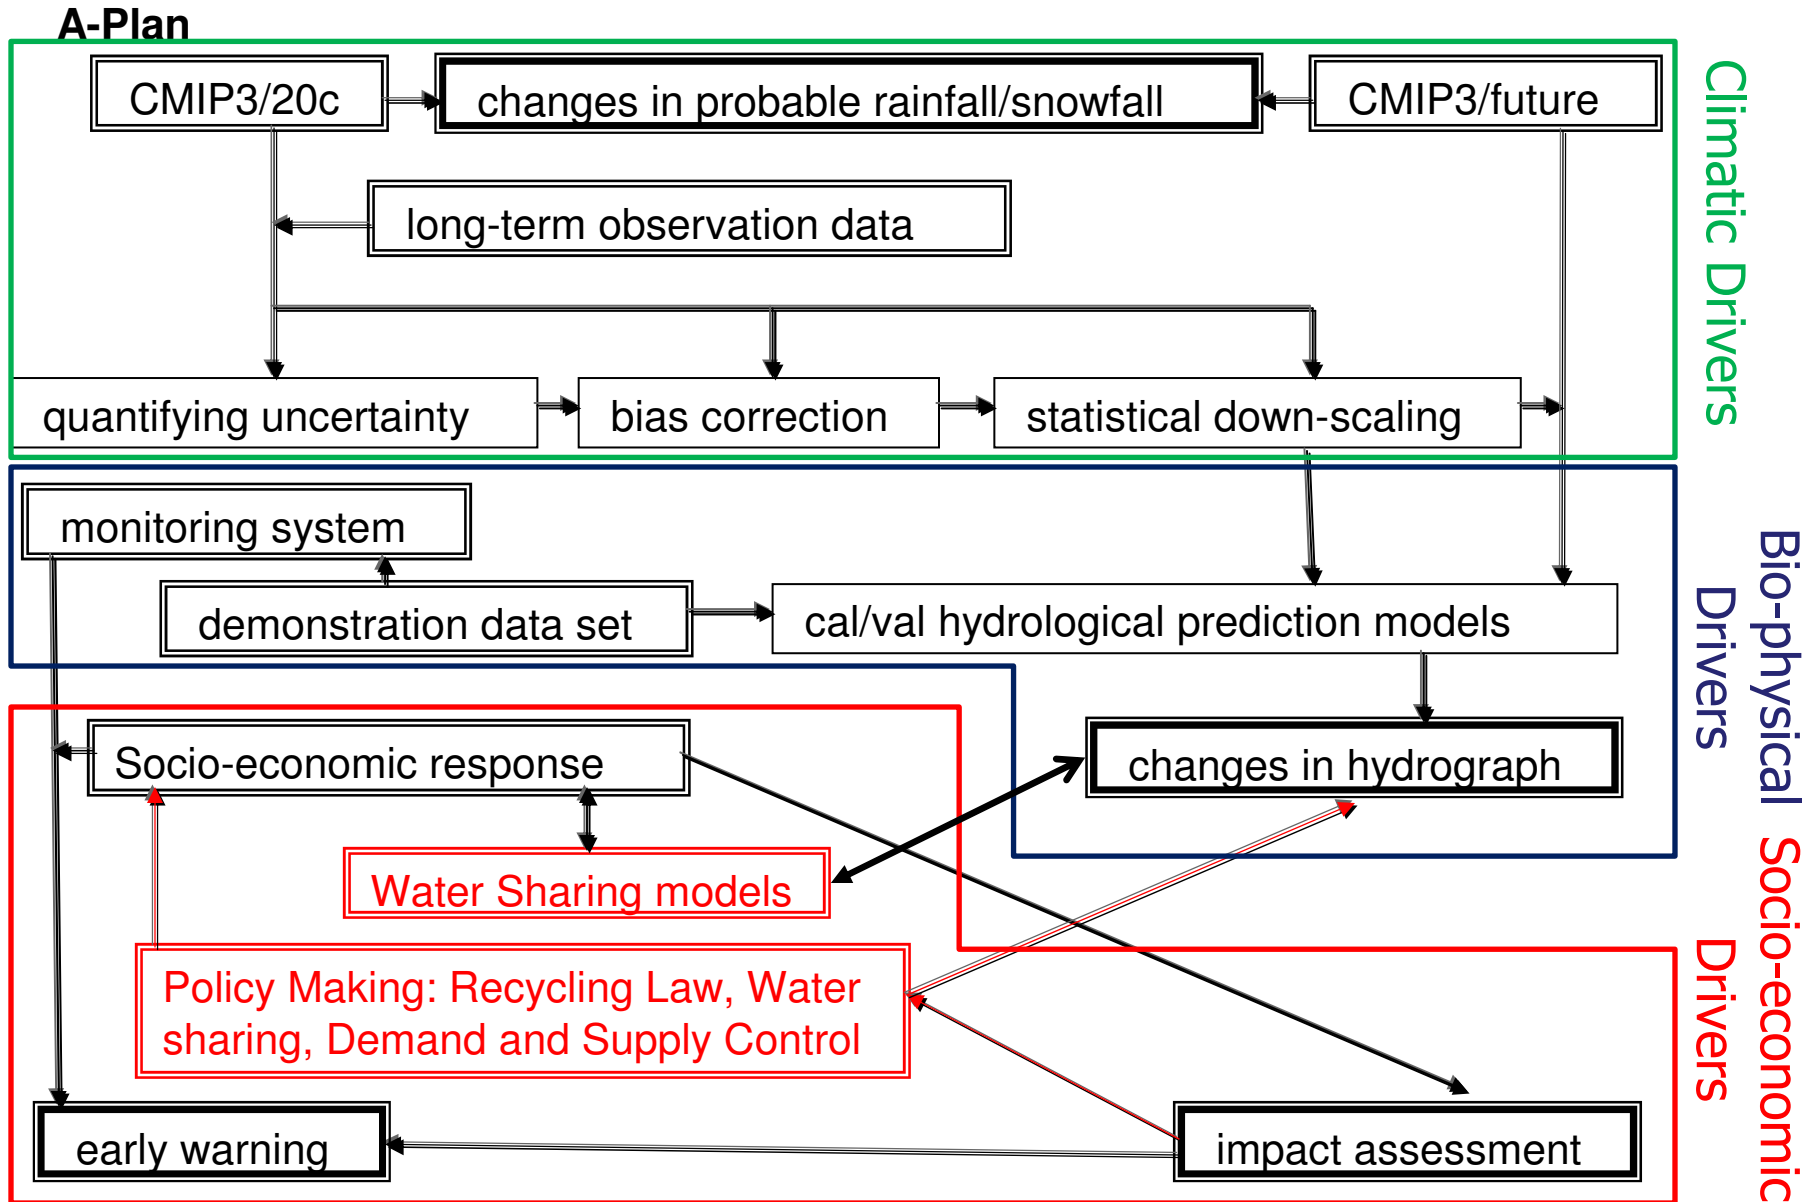 A-Plan
CMIP3/20c
changes in probable rainfall/snowfall
CMIP3/future
long-term observation data
quantifying uncertainty
bias correction
statistical down-scaling
Climatic Drivers
monitoring system
demonstration data set
cal/val hydrological prediction models
changes in hydrograph
Bio-physical
Drivers
Socio-economic response
Water Sharing models
Policy Making: Recycling Law, Water
sharing, Demand and Supply Control
early warning
impact assessment
Socio-economic
Drivers